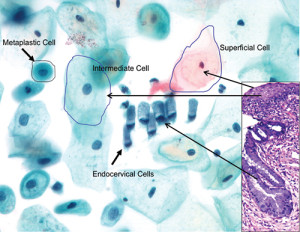 Metaplastic Cell
Superficial Cell
Intermediate Cell
Endocervical Cells